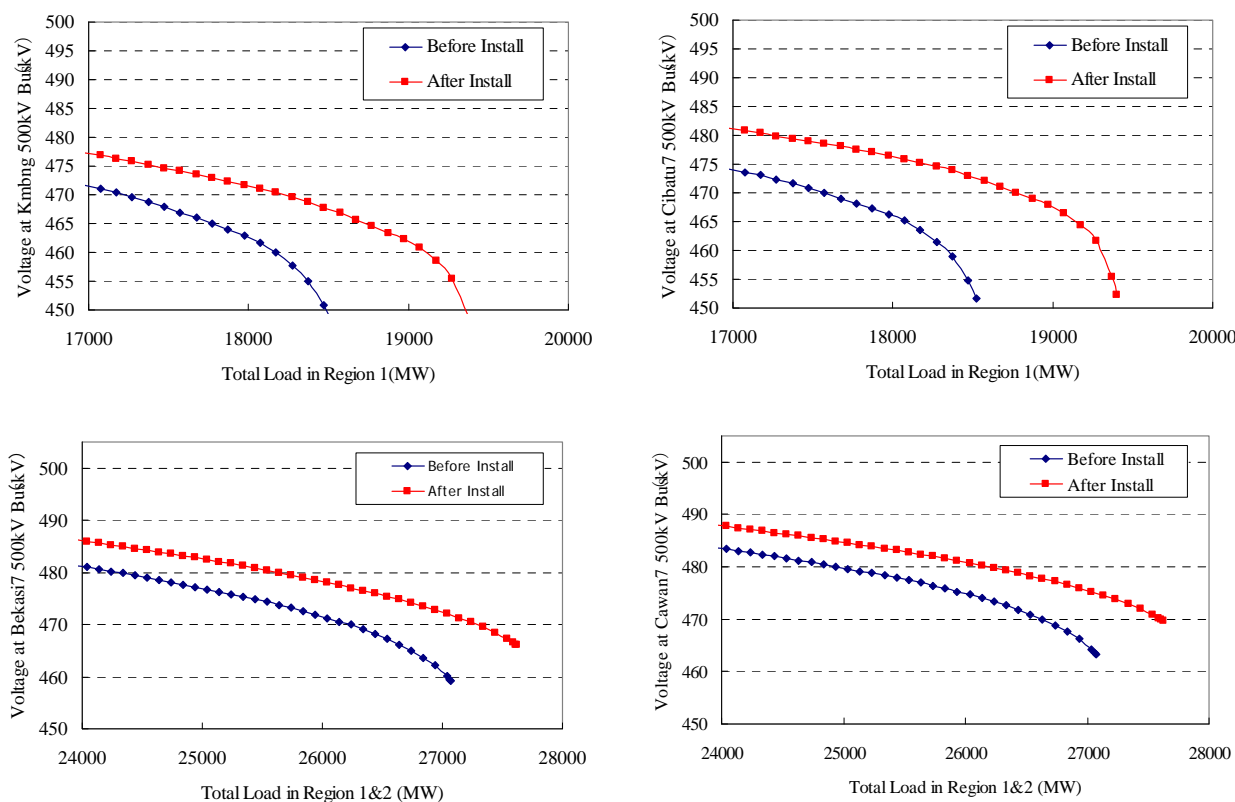 500
495
490
485
480
475
470
465
460
455
450
Voltage at Kmbng 500kV Bus(kV)
Before Install
After Install
17000 18000 19000 20000
Total Load in Region 1(MW)
500
495
490
485
480
475
470
465
460
455
450
Voltage at Cibatu7 500kV Bus(kV)
Before Install
After Install
17000 18000 19000 20000
Total Load in Region 1(MW)
500
490
480
470
460
450
Voltage at Bekasi7 500kV Bus(kV)
Before Install
After Install
24000 25000 26000 27000 28000
Total Load in Region 1&2 (MW)
500
490
480
470
460
450
Voltage at Cawan7 500kV Bus(kV)
Before Install
After Install
24000 25000 26000 27000 28000
Total Load in Region 1&2 (MW)